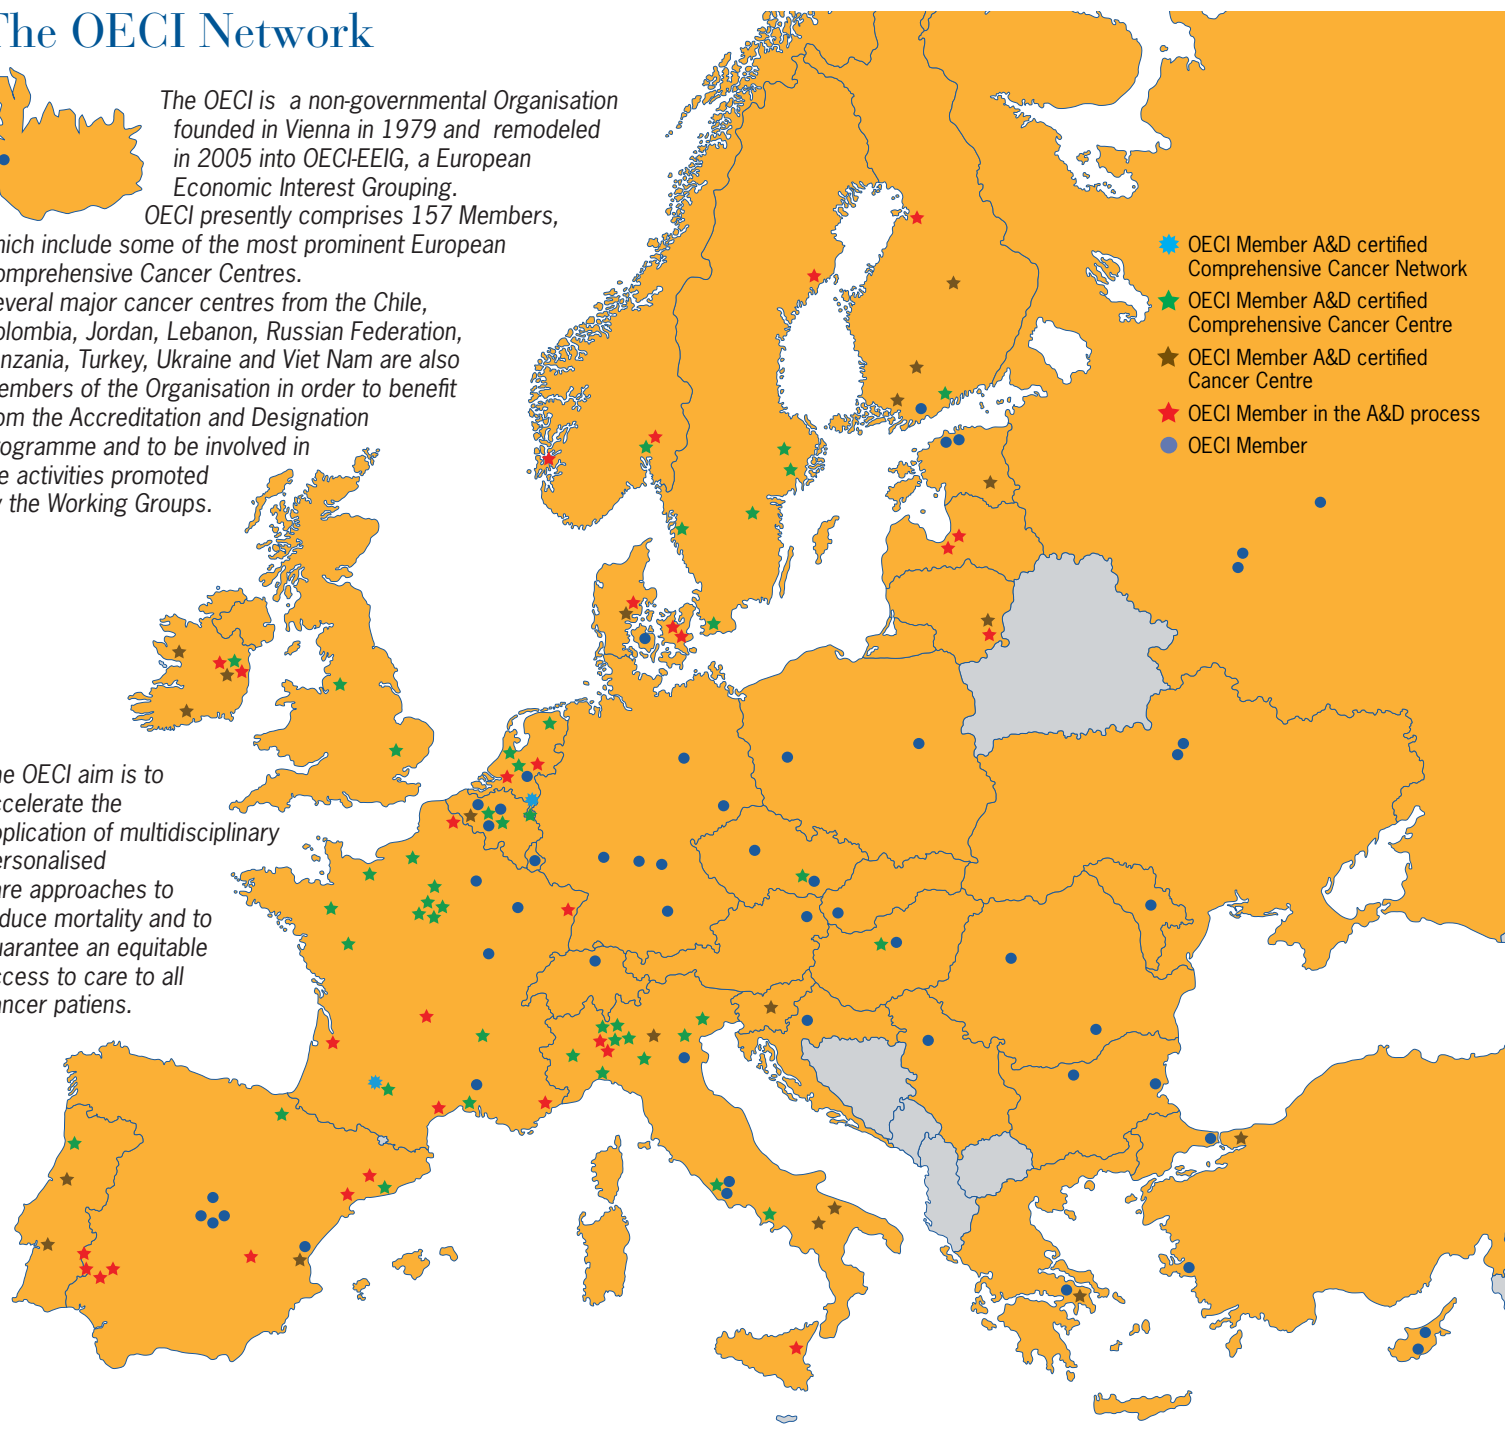 The OECI Network
The OECI is a non-governmental Organisation
founded in Vienna in 1979 and remodeled
in 2005 into OECI-EEIG, a European
Economic Interest Grouping.
OECI presently comprises 157 Members,
hich include some of the most prominent European
omprehensive Cancer Centres.
everal major cancer centres from the Chile,
olombia, Jordan, Lebanon, Russian Federation,
nzania, Turkey, Ukraine and Viet Nam are also
embers of the Organisation in order to benefit
om the Accreditation and Designation
ogramme and to be involved in
e activities promoted
y the Working Groups.
OECI Member A&D certified
Comprehensive Cancer Network
OECI Member A&D certified
Comprehensive Cancer Centre
OECI Member A&D certified
Cancer Centre
OECI Member in the A&D process
OECI Member
he OECI aim is to
ccelerate the
pplication of multidisciplinary
ersonalised
are approaches to
duce mortality and to
uarantee an equitable
ccess to care to all
ancer patiens.